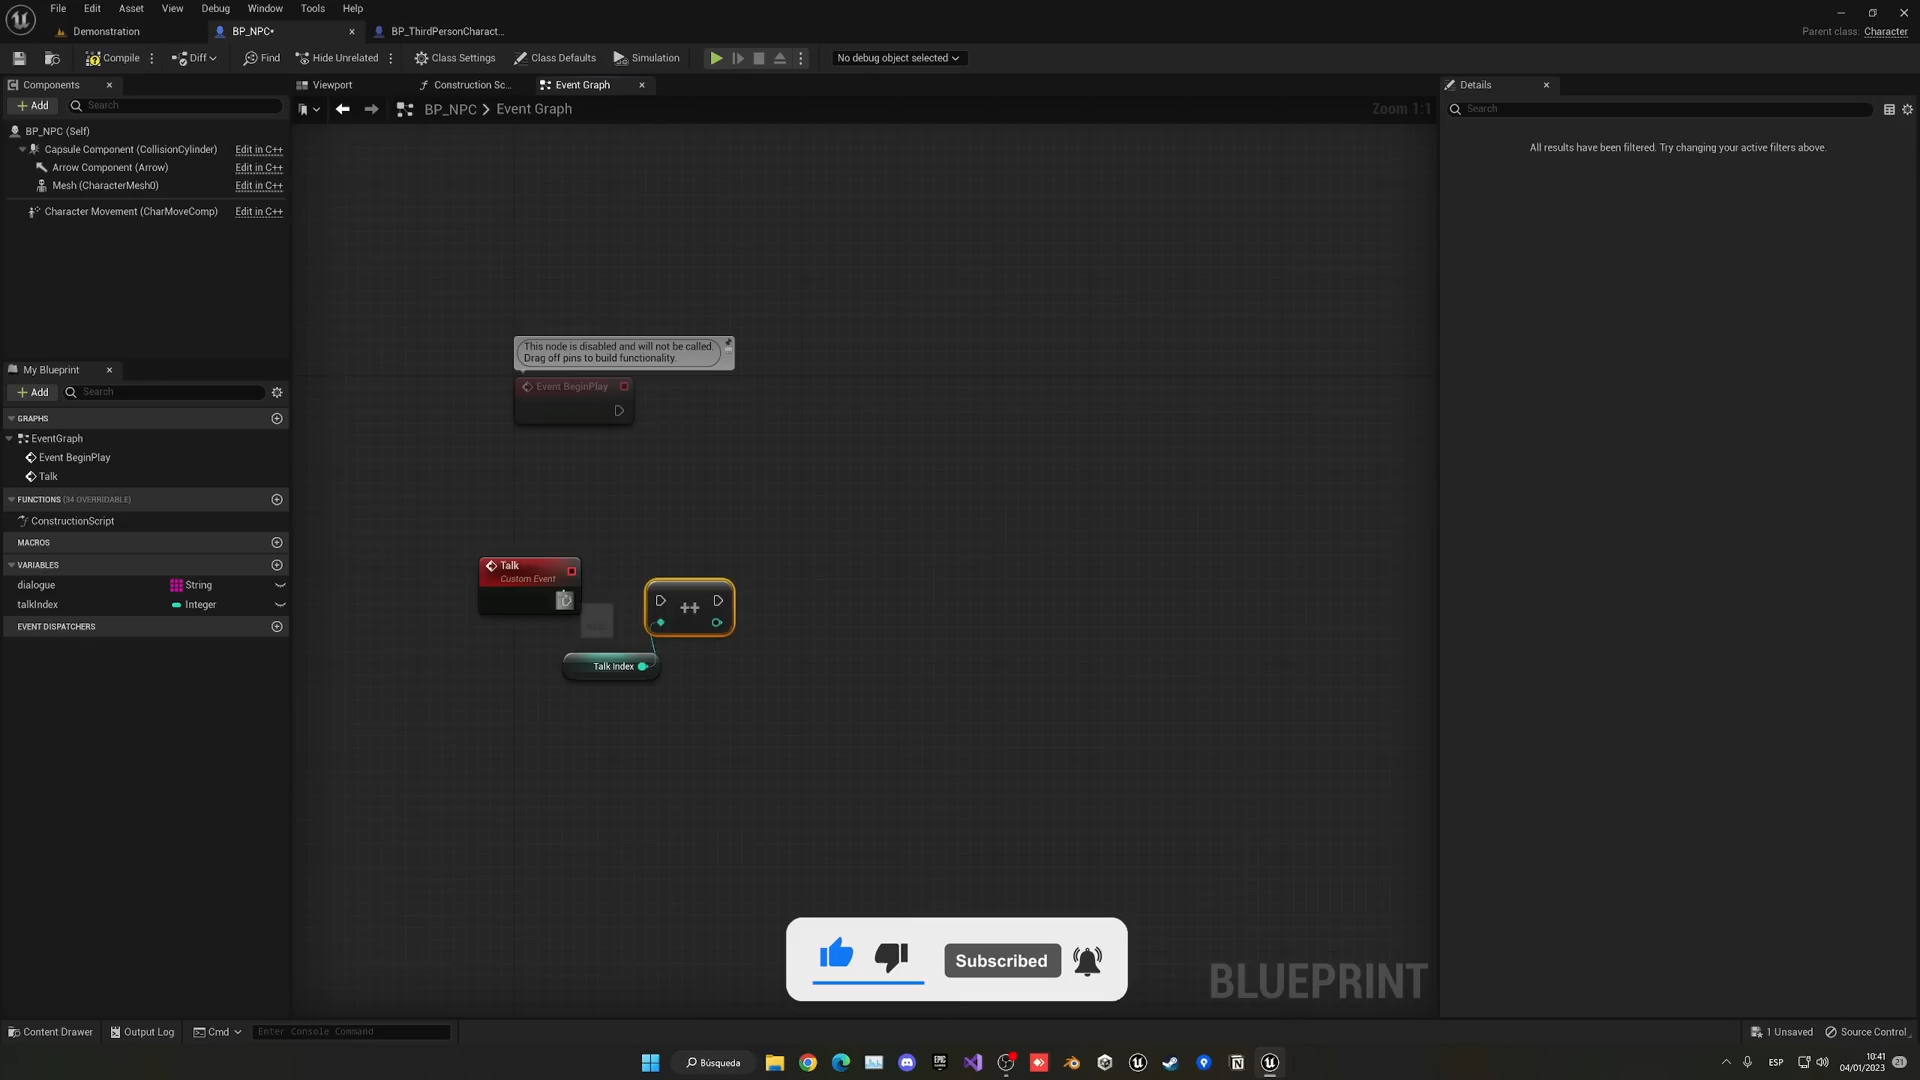 File Edit Asset View Debug Window Tools Help
Demonstration
BP_NPC•
BP_ThirdPersonCharact...
Parent class: Character
Compile
Diff
Find
Hide Unrelated
Class Settings
Class Defaults
Simulation
No debug object selected
Components
Viewport
Construction Sc...
Event Graph
Details
Add
Search
BP_NPC > Event Graph
Zoom 1:1
Search
BP_NPC (Self)
Capsule Component (CollisionCylinder) Edit in C++
Arrow Component (Arrow) Edit in C++
Mesh (CharacterMesh0) Edit in C++
Character Movement (CharMoveComp) Edit in C++
All results have been filtered. Try changing your active filters above.
This node is disabled and will not be called.
Drag off pins to build functionality.
Event BeginPlay
My Blueprint
Add
Search
GRAPHS
EventGraph
Event BeginPlay
Talk
FUNCTIONS (34 OVERRIDABLE)
ConstructionScript
MACROS
VARIABLES
dialogue String
talkIndex Integer
EVENT DISPATCHERS
Talk
Custom Event
++
Talk Index
Subscribed
BLUEPRINT
Content Drawer
Output Log
Cmd
Enter Console Command
1 Unsaved
Source Control
Búsqueda
ESP
10:41
04/01/2023
21